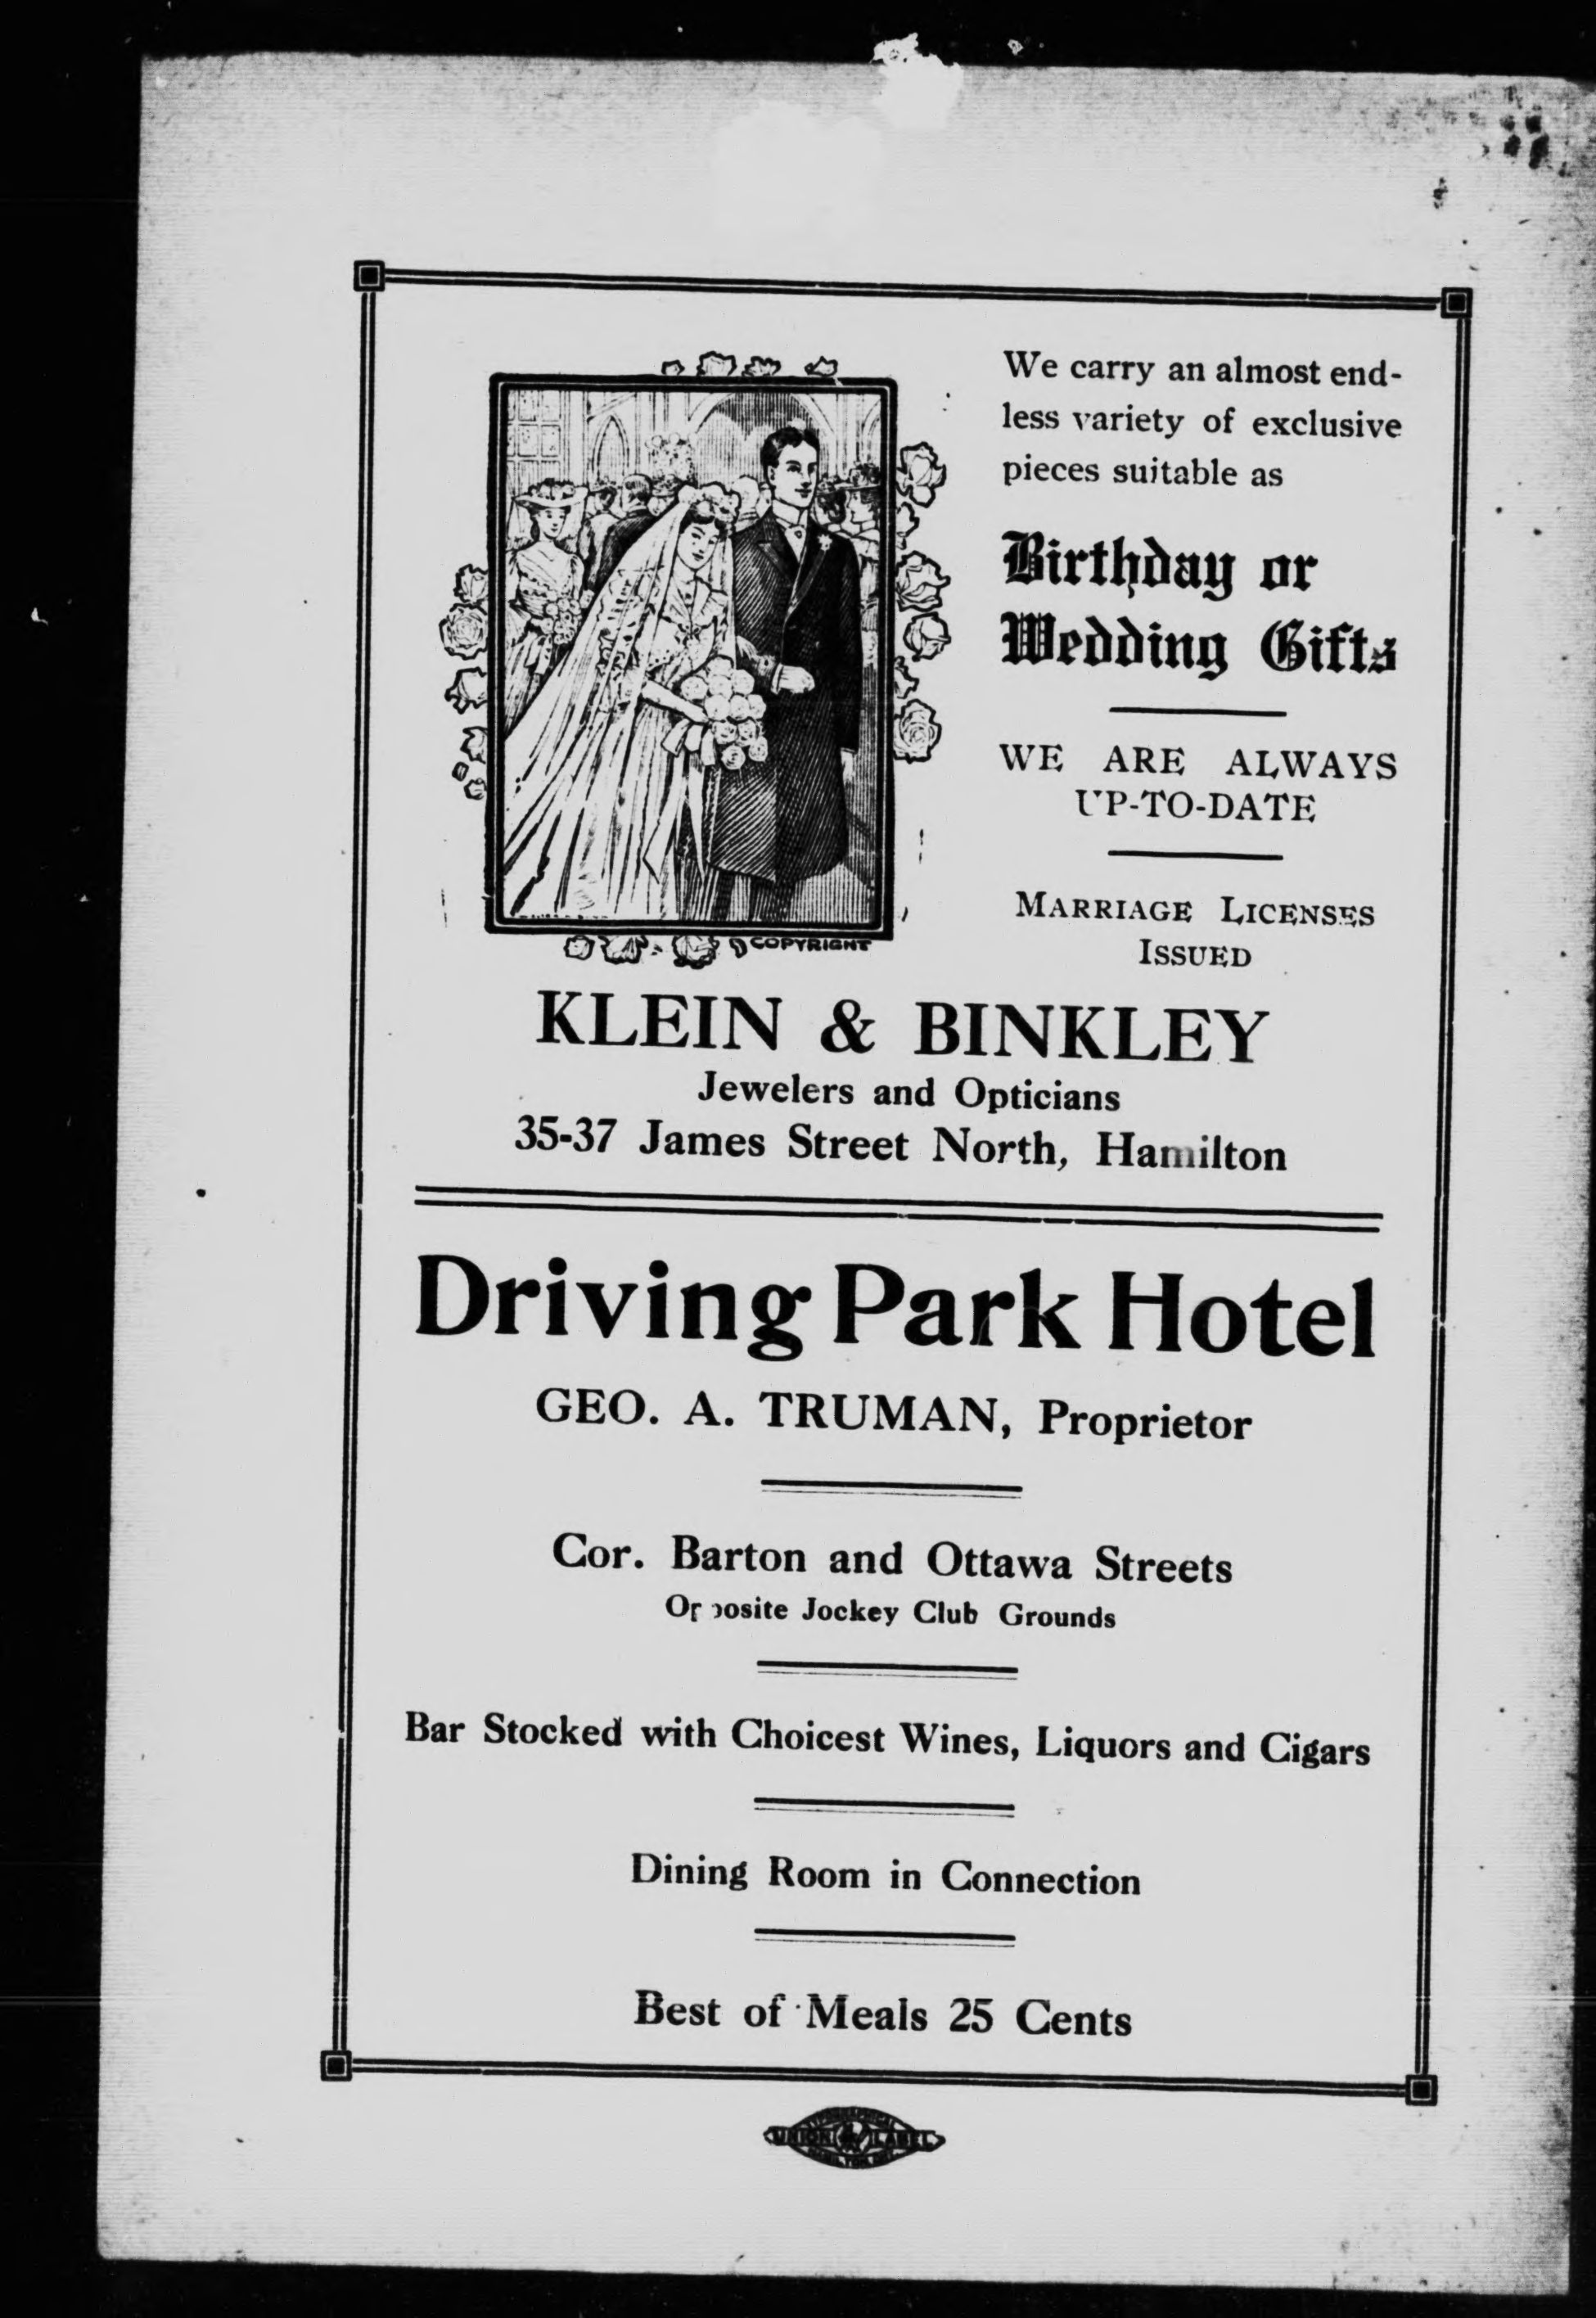 We carry an almost end-
less variety of exclusive
pieces suitable as
Birthday or
Wedding Gifts
WE ARE ALWAYS
UP-TO-DATE
MARRIAGE LICENSES
ISSUED
COPYRIGHT
KLEIN & BINKLEY
Jewelers and Opticians
35-37 James Street North, Hamilton
Driving Park Hotel
GEO. A. TRUMAN, Proprietor
Cor. Barton and Ottawa Streets
Opposite Jockey Club Grounds
Bar Stocked with Choicest Wines, Liquors and Cigars
Dining Room in Connection
Best of Meals 25 Cents
TYPOGRAPHICAL
UNION LABEL